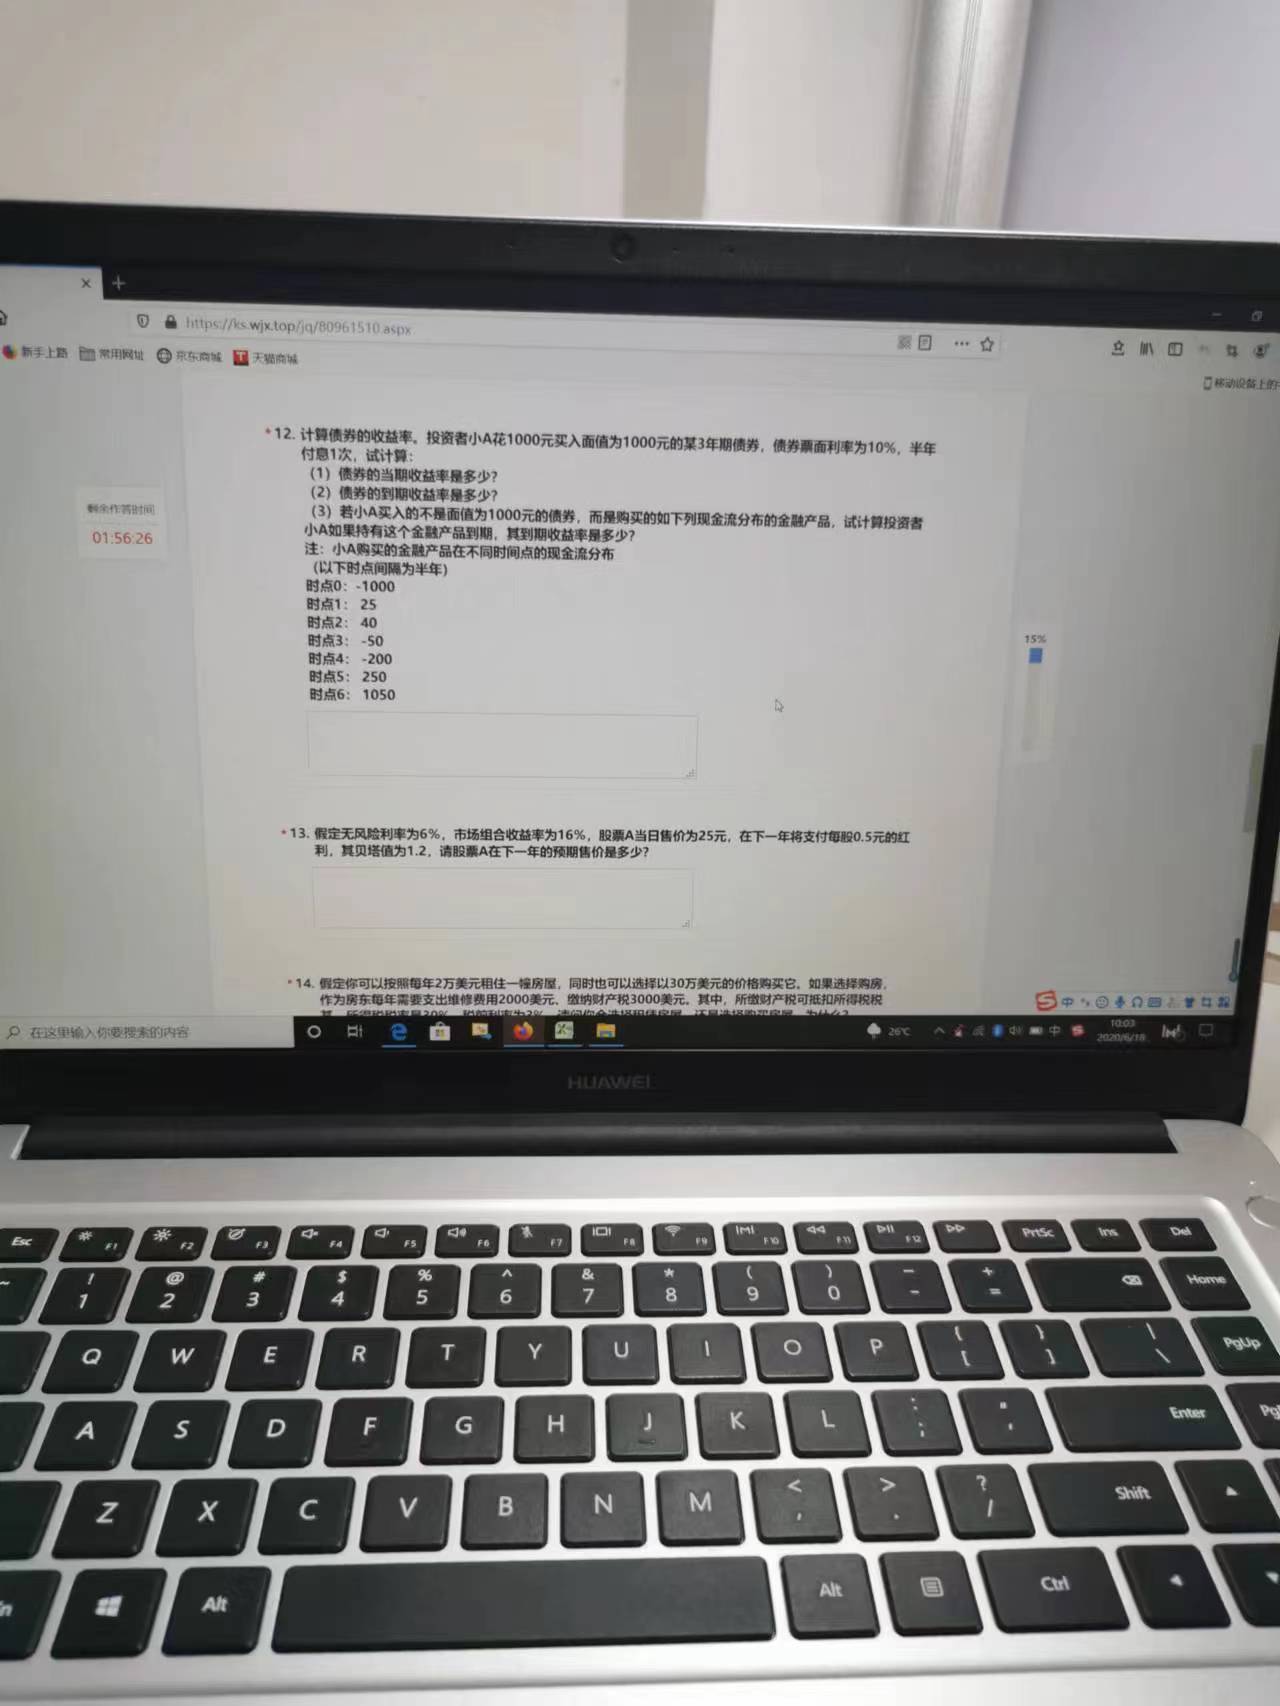 https://ks.wjx.top/jq/80961510.aspx
新手上路 常用网址 京东商城 T 天猫商城
移动设备上的
*12. 计算债券的收益率。投资者小A花1000元买入面值为1000元的某3年期债券，债券票面利率为10%，半年
付息1次，试计算：
（1）债券的当期收益率是多少？
（2）债券的到期收益率是多少？
（3）若小A买入的不是面值为1000元的债券，而是购买的如下列现金流分布的金融产品，试计算投资者
小A如果持有这个金融产品到期，其到期收益率是多少？
注：小A购买的金融产品在不同时间点的现金流分布
（以下时点间隔为半年）
时点0：-1000
时点1： 25
时点2： 40
时点3： -50
时点4： -200
时点5： 250
时点6： 1050
剩余作答时间
01:56:26
15%
*13. 假定无风险利率为6%，市场组合收益率为16%，股票A当日售价为25元，在下一年将支付每股0.5元的红
利，其贝塔值为1.2，请股票A在下一年的预期售价是多少？
*14. 假定你可以按照每年2万美元租住一幢房屋，同时也可以选择以30万美元的价格购买它。如果选择购房，
作为房东每年需要支出维修费用2000美元、缴纳财产税3000美元。其中，所缴财产税可抵扣所得税税
S 中
在这里输入你要搜索的内容
26℃ 中 S 10:03
2020/6/18
HUAWEI
Esc F1 F2 F3 F4 F5 F6 F7 F8 F9 F10 F11 F12 PrtSc Ins Del
~ ! 1 @ 2 # 3 $ 4 % 5 ^ 6 & 7 * 8 ( 9 ) 0 - + = Home
Q W E R T Y U I O P { [ } ] | \ PgUp
A S D F G H J K L : ; " ' Enter Pg
Z X C V B N M < , > . ? / Shift
Alt Alt Ctrl